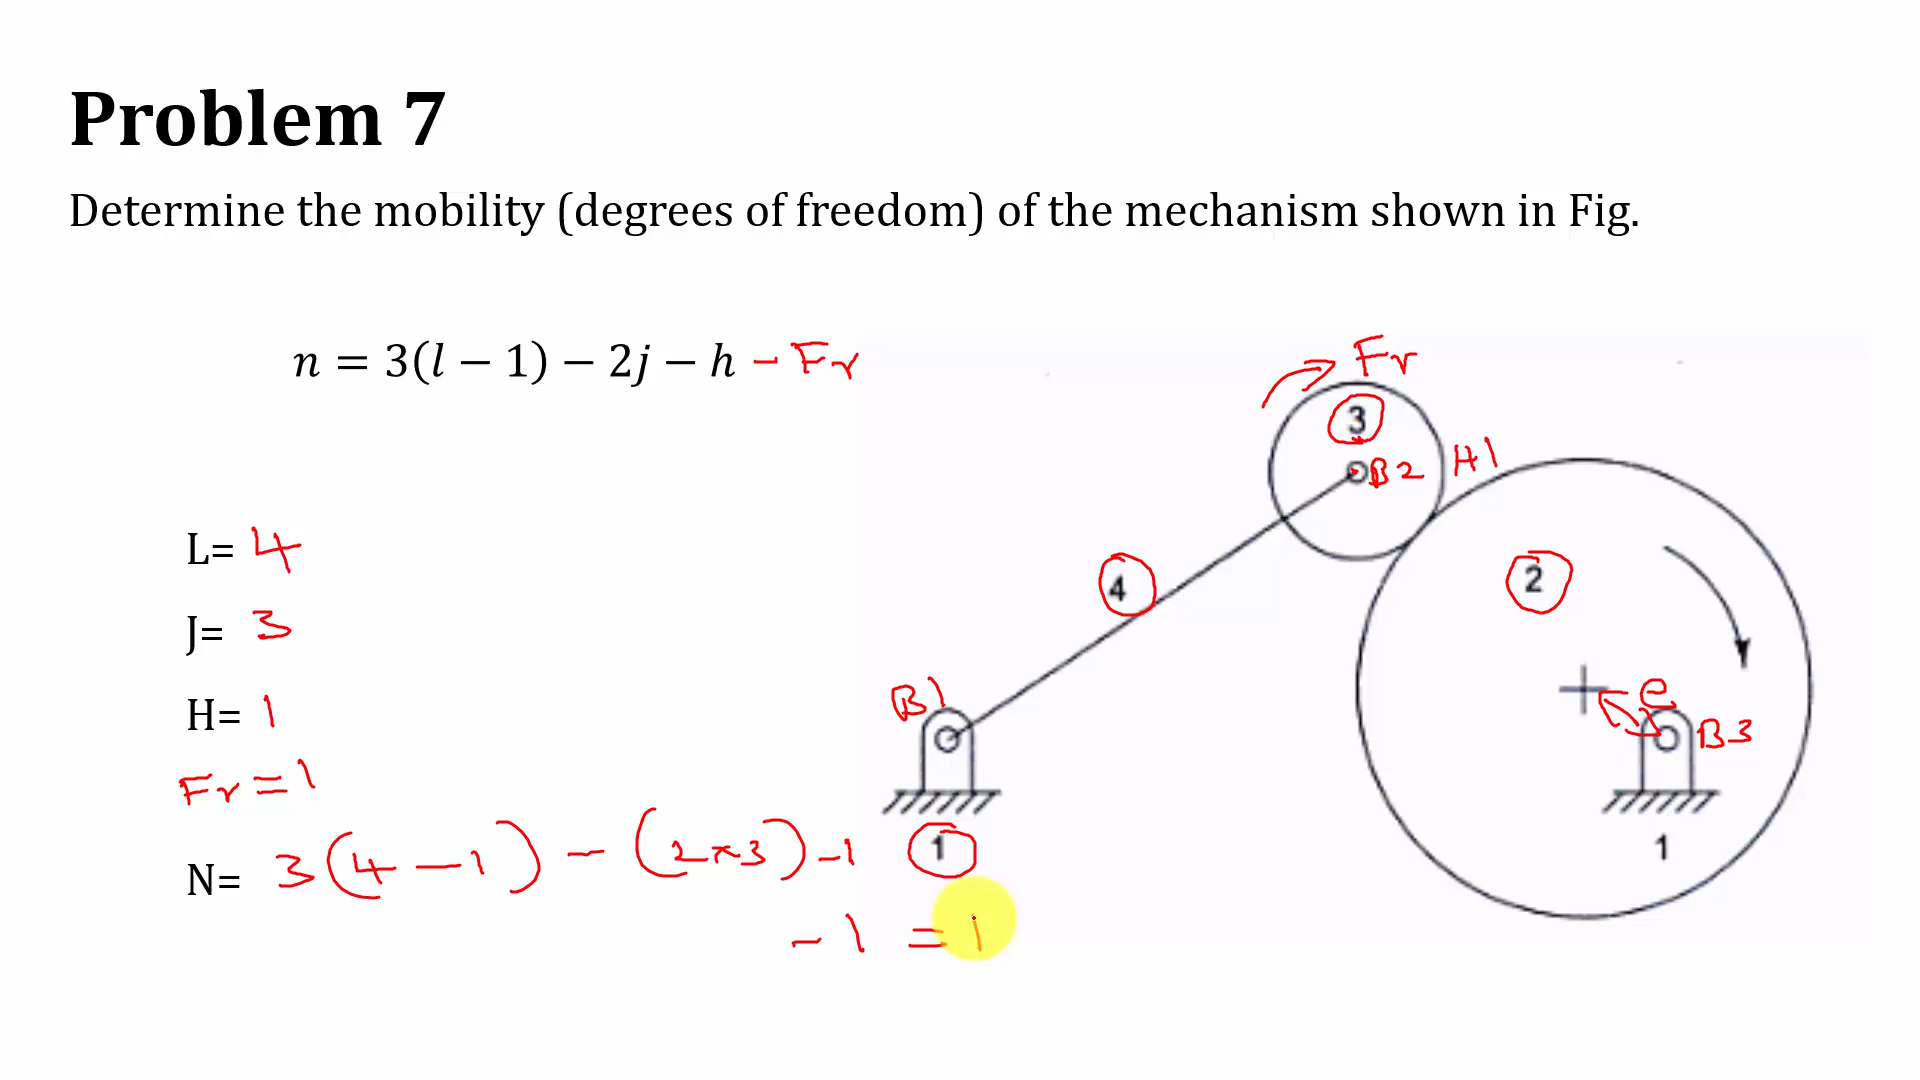 Problem 7
Determine the mobility (degrees of freedom) of the mechanism shown in Fig.
n = 3(l − 1) − 2j − h − Fr
L= 4
J= 3
H= 1
Fr = 1
N= 3(4 − 1) − (2×3) − 1
− 1 = 1
Fr
3
B2
H1
4
2
B1
e
B3
1
1